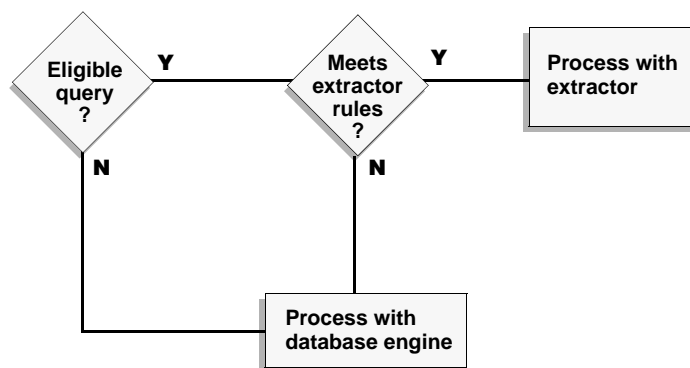 Eligible
query
?
Y
N
Meets
extractor
rules
?
Y
N
Process with
extractor
Process with
database engine